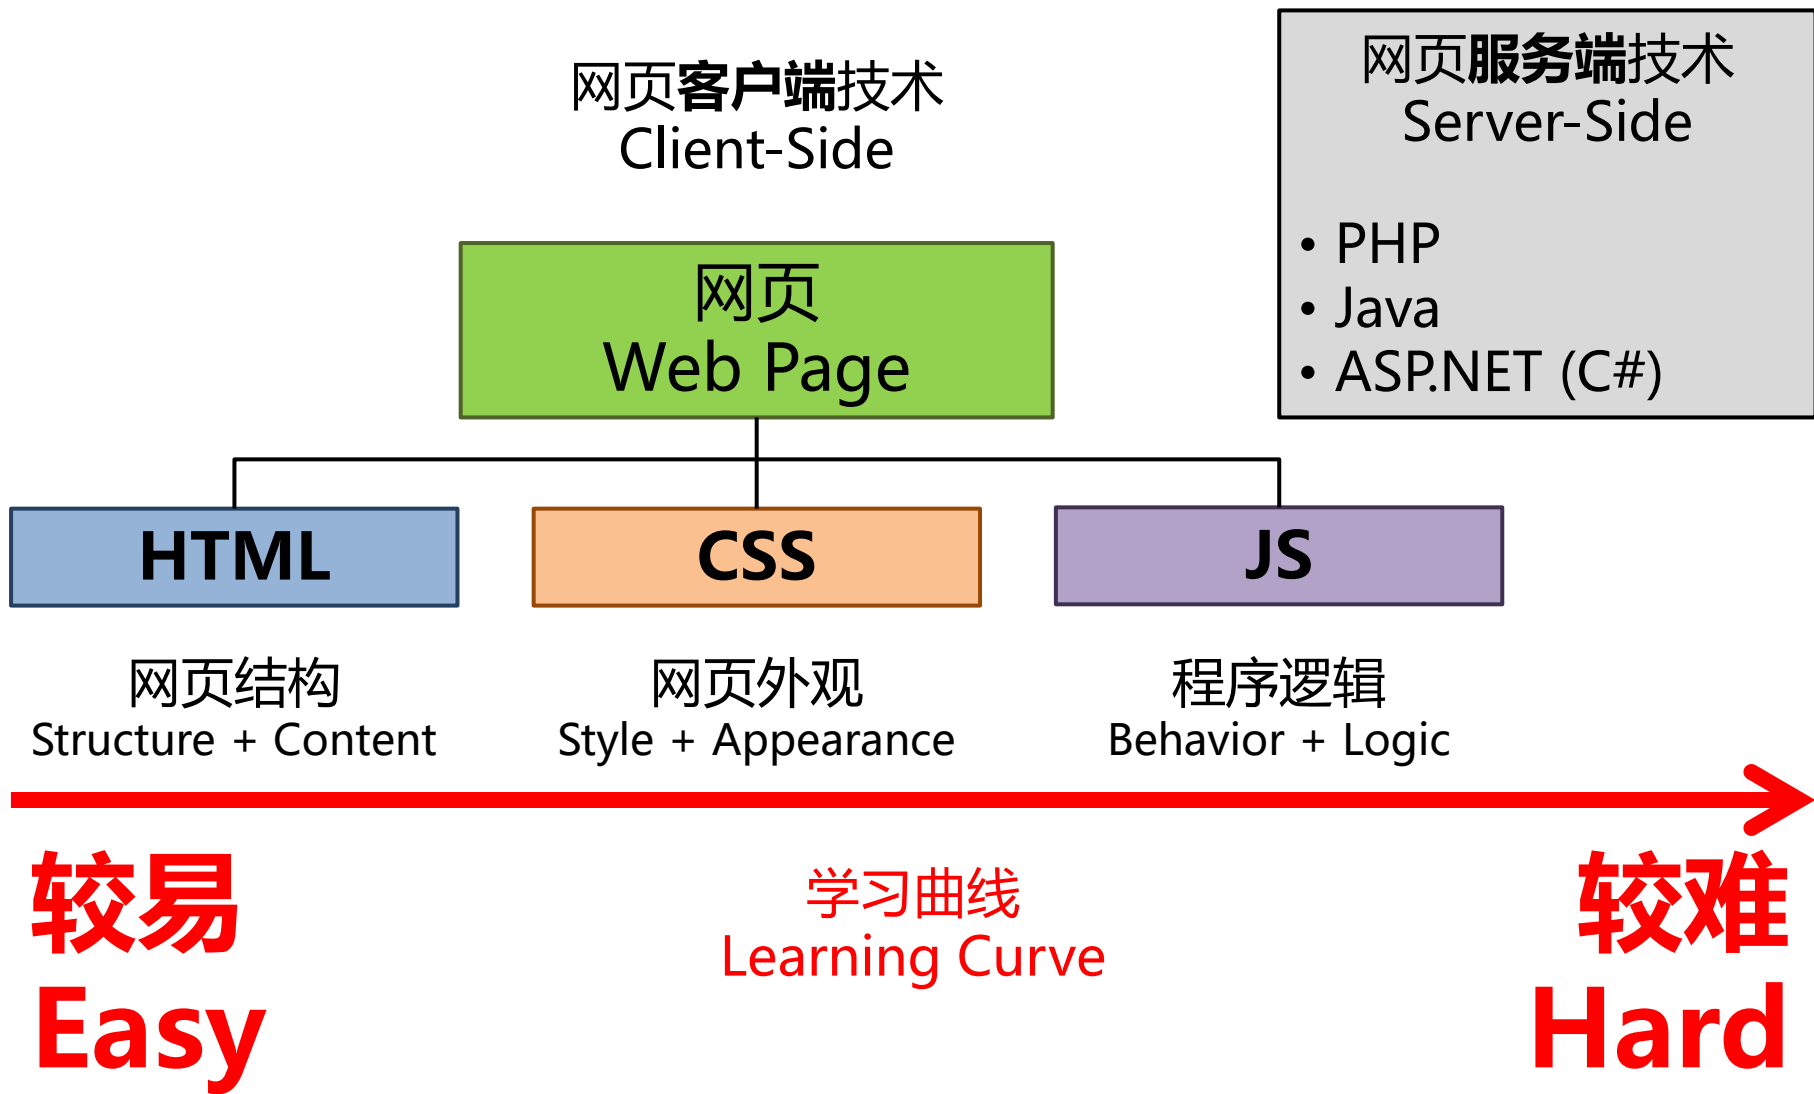 网页客户端技术
Client-Side
网页服务端技术
Server-Side
• PHP
• Java
• ASP.NET (C#)
网页
Web Page
HTML
CSS
JS
网页结构
Structure + Content
网页外观
Style + Appearance
程序逻辑
Behavior + Logic
较易
Easy
学习曲线
Learning Curve
较难
Hard